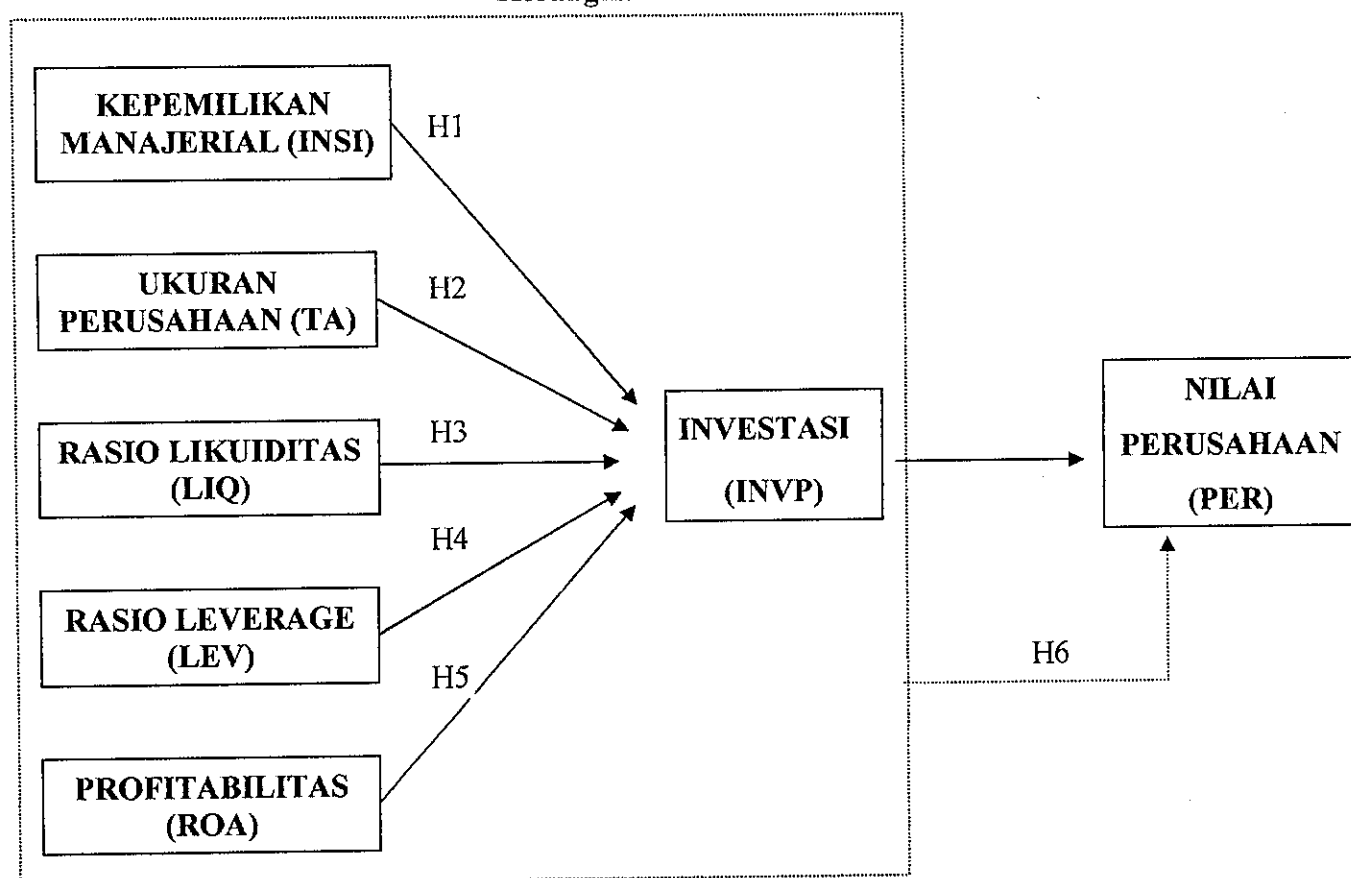 KEPEMILIKAN
MANAJERIAL (INSI)
H1
UKURAN
PERUSAHAAN (TA)
H2
RASIO LIKUIDITAS
(LIQ)
H3
RASIO LEVERAGE
(LEV)
H4
PROFITABILITAS
(ROA)
H5
INVESTASI
(INVP)
NILAI
PERUSAHAAN
(PER)
H6